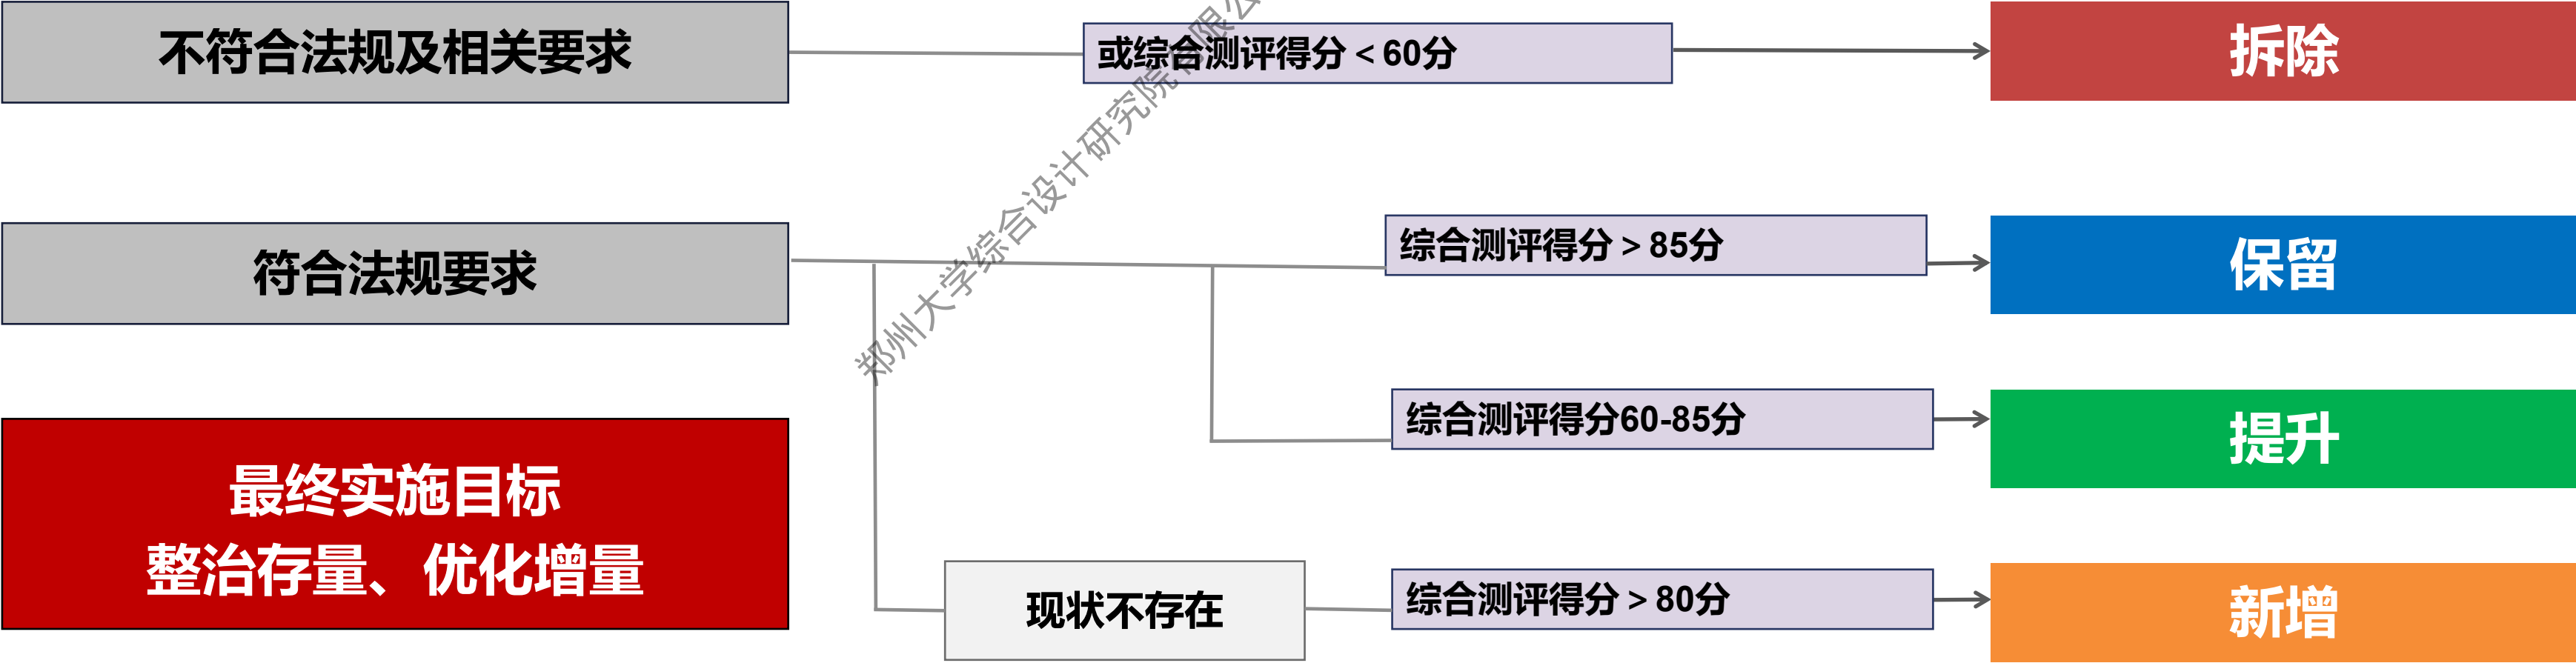 不符合法规及相关要求
或综合测评得分＜60分
拆除
符合法规要求
综合测评得分＞85分
保留
综合测评得分60-85分
提升
最终实施目标
整治存量、优化增量
现状不存在
综合测评得分＞80分
新增
郑州大学综合设计研究院有限公